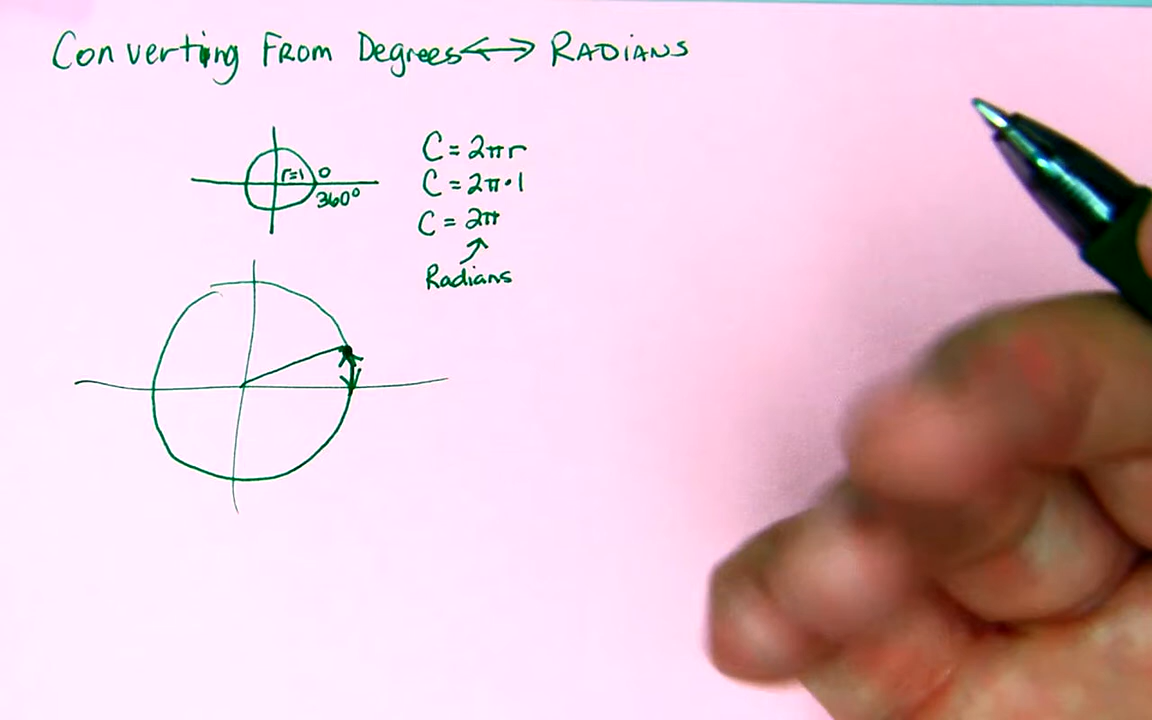 Converting From Degrees ↔ RADIANS
r=1 0
360°
C = 2πr
C = 2π·1
C = 2π
Radians